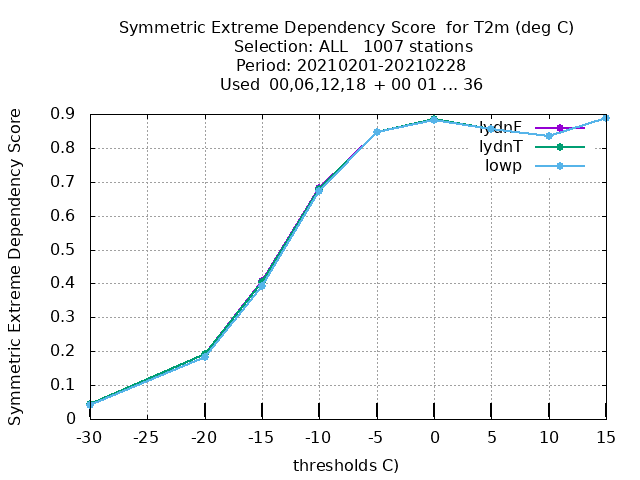 Symmetric Extreme Dependency Score  for T2m (deg C)
Selection: ALL   1007 stations
Period: 20210201-20210228
Used  00,06,12,18  + 00 01 ... 36
Symmetric Extreme Dependency Score
0.9
0.8
0.7
0.6
0.5
0.4
0.3
0.2
0.1
0
lydnF
lydnT
lowp
-30 -25 -20 -15 -10 -5 0 5 10 15
thresholds C)